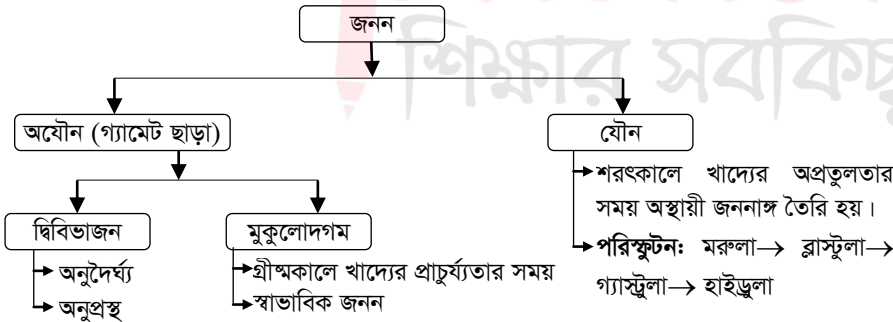 জনন
অযৌন (গ্যামেট ছাড়া)
যৌন
দ্বিবিভাজন
অনুদৈর্ঘ্য
অনুপ্রস্থ
মুকুলোদগম
গ্রীষ্মকালে খাদ্যের প্রাচুর্য্যতার সময়
স্বাভাবিক জনন
শরৎকালে খাদ্যের অপ্রতুলতার
সময় অস্থায়ী জননাঙ্গ তৈরি হয়।
পরিস্ফুটন: মরুলা→ ব্লাস্টুলা→
গ্যাস্ট্রুলা→ হাইড্রুলা
শিক্ষার